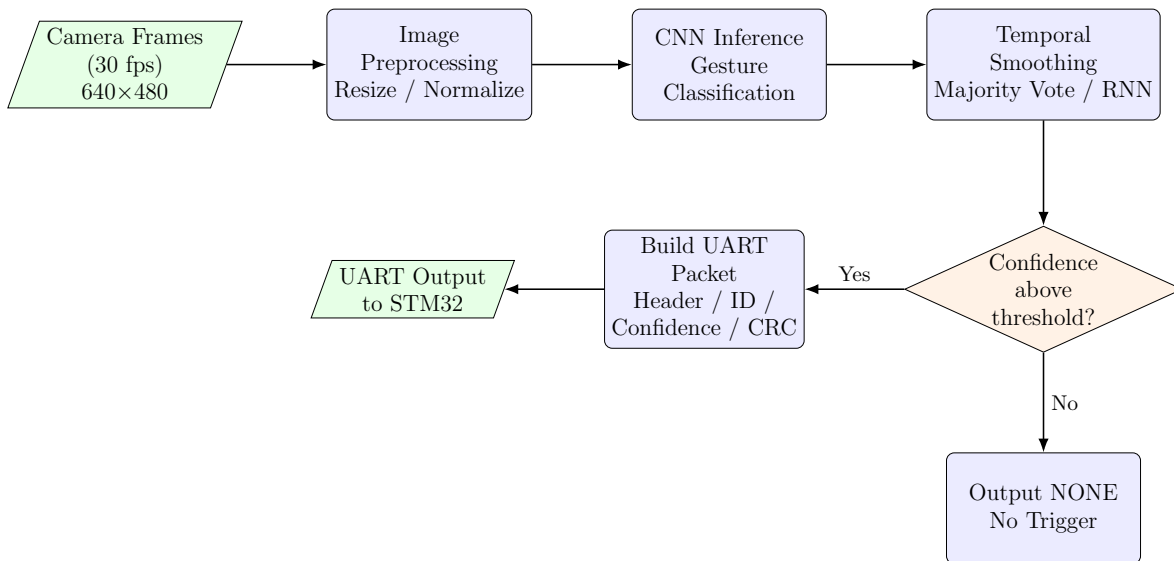 Camera Frames
(30 fps)
640×480
Image
Preprocessing
Resize / Normalize
CNN Inference
Gesture
Classification
Temporal
Smoothing
Majority Vote / RNN
Confidence
above
threshold?
Yes
Build UART
Packet
Header / ID /
Confidence / CRC
UART Output
to STM32
No
Output NONE
No Trigger